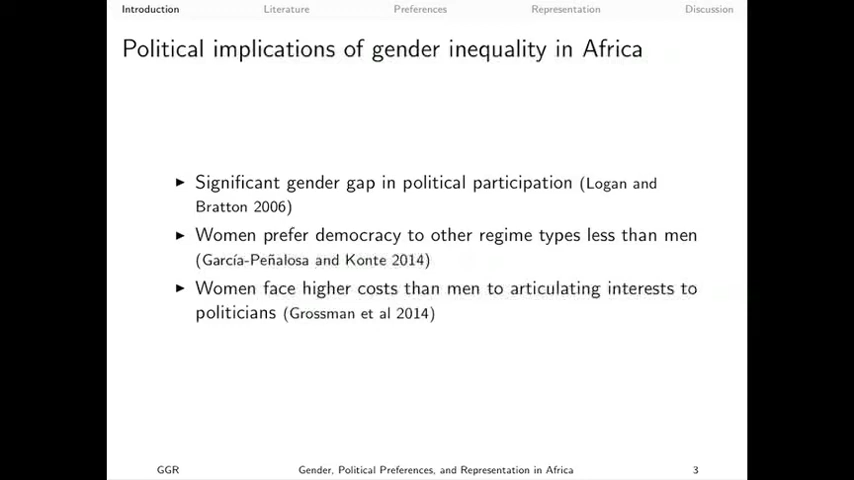 Introduction Literature Preferences Representation Discussion
Political implications of gender inequality in Africa
▶ Significant gender gap in political participation (Logan and
Bratton 2006)
▶ Women prefer democracy to other regime types less than men
(García-Peñalosa and Konte 2014)
▶ Women face higher costs than men to articulating interests to
politicians (Grossman et al 2014)
GGR Gender, Political Preferences, and Representation in Africa 3